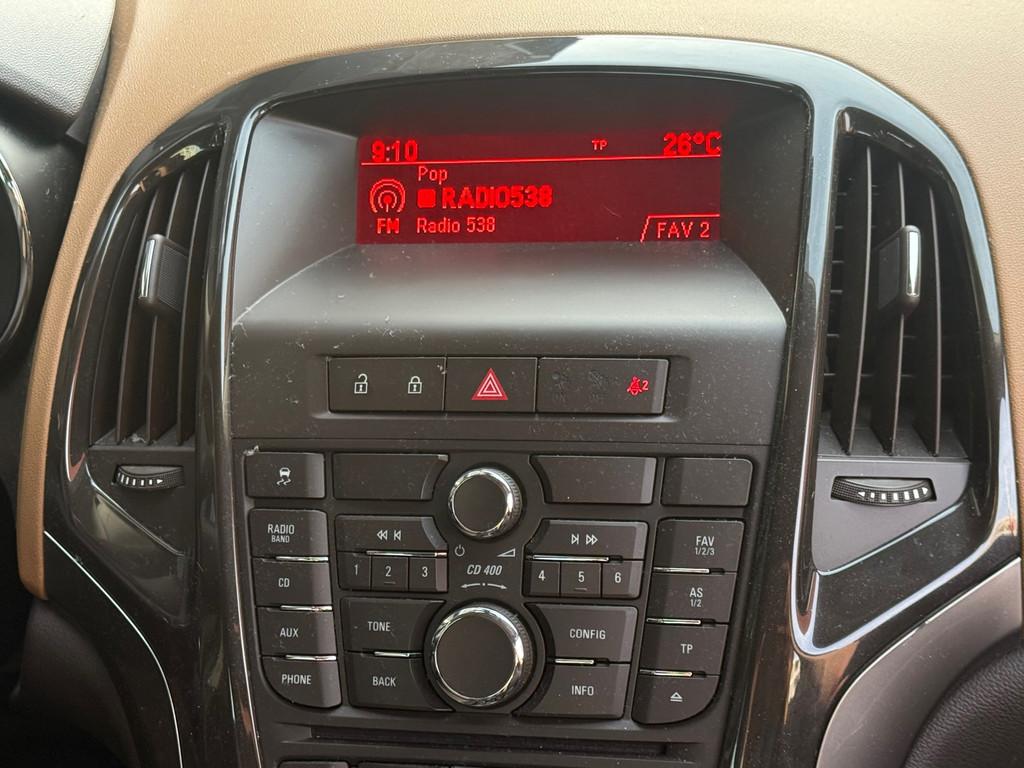 9:10 TP 26°C
Pop
RADIO538
FM Radio 538
FAV 2
2
RADIO
BAND
FAV
1/2/3
1 2 3
CD 400
4 5 6
CD
AS
1/2
AUX
TONE
CONFIG
TP
PHONE
BACK
INFO